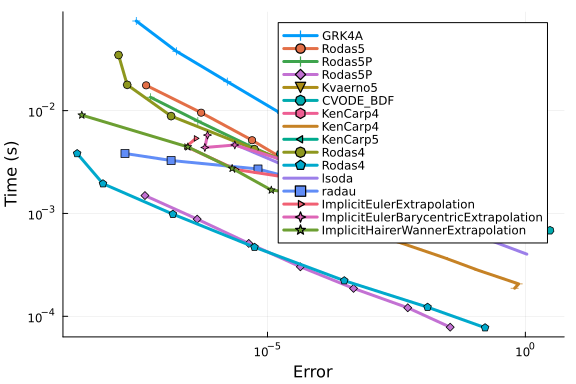 GRK4A
Rodas5
Rodas5P
Rodas5P
Kvaerno5
CVODE_BDF
KenCarp4
KenCarp4
KenCarp5
Rodas4
Rodas4
lsoda
radau
ImplicitEulerExtrapolation
ImplicitEulerBarycentricExtrapolation
ImplicitHairerWannerExtrapolation
Time (s)
10⁻²
10⁻³
10⁻⁴
10⁻⁵
10⁰
Error